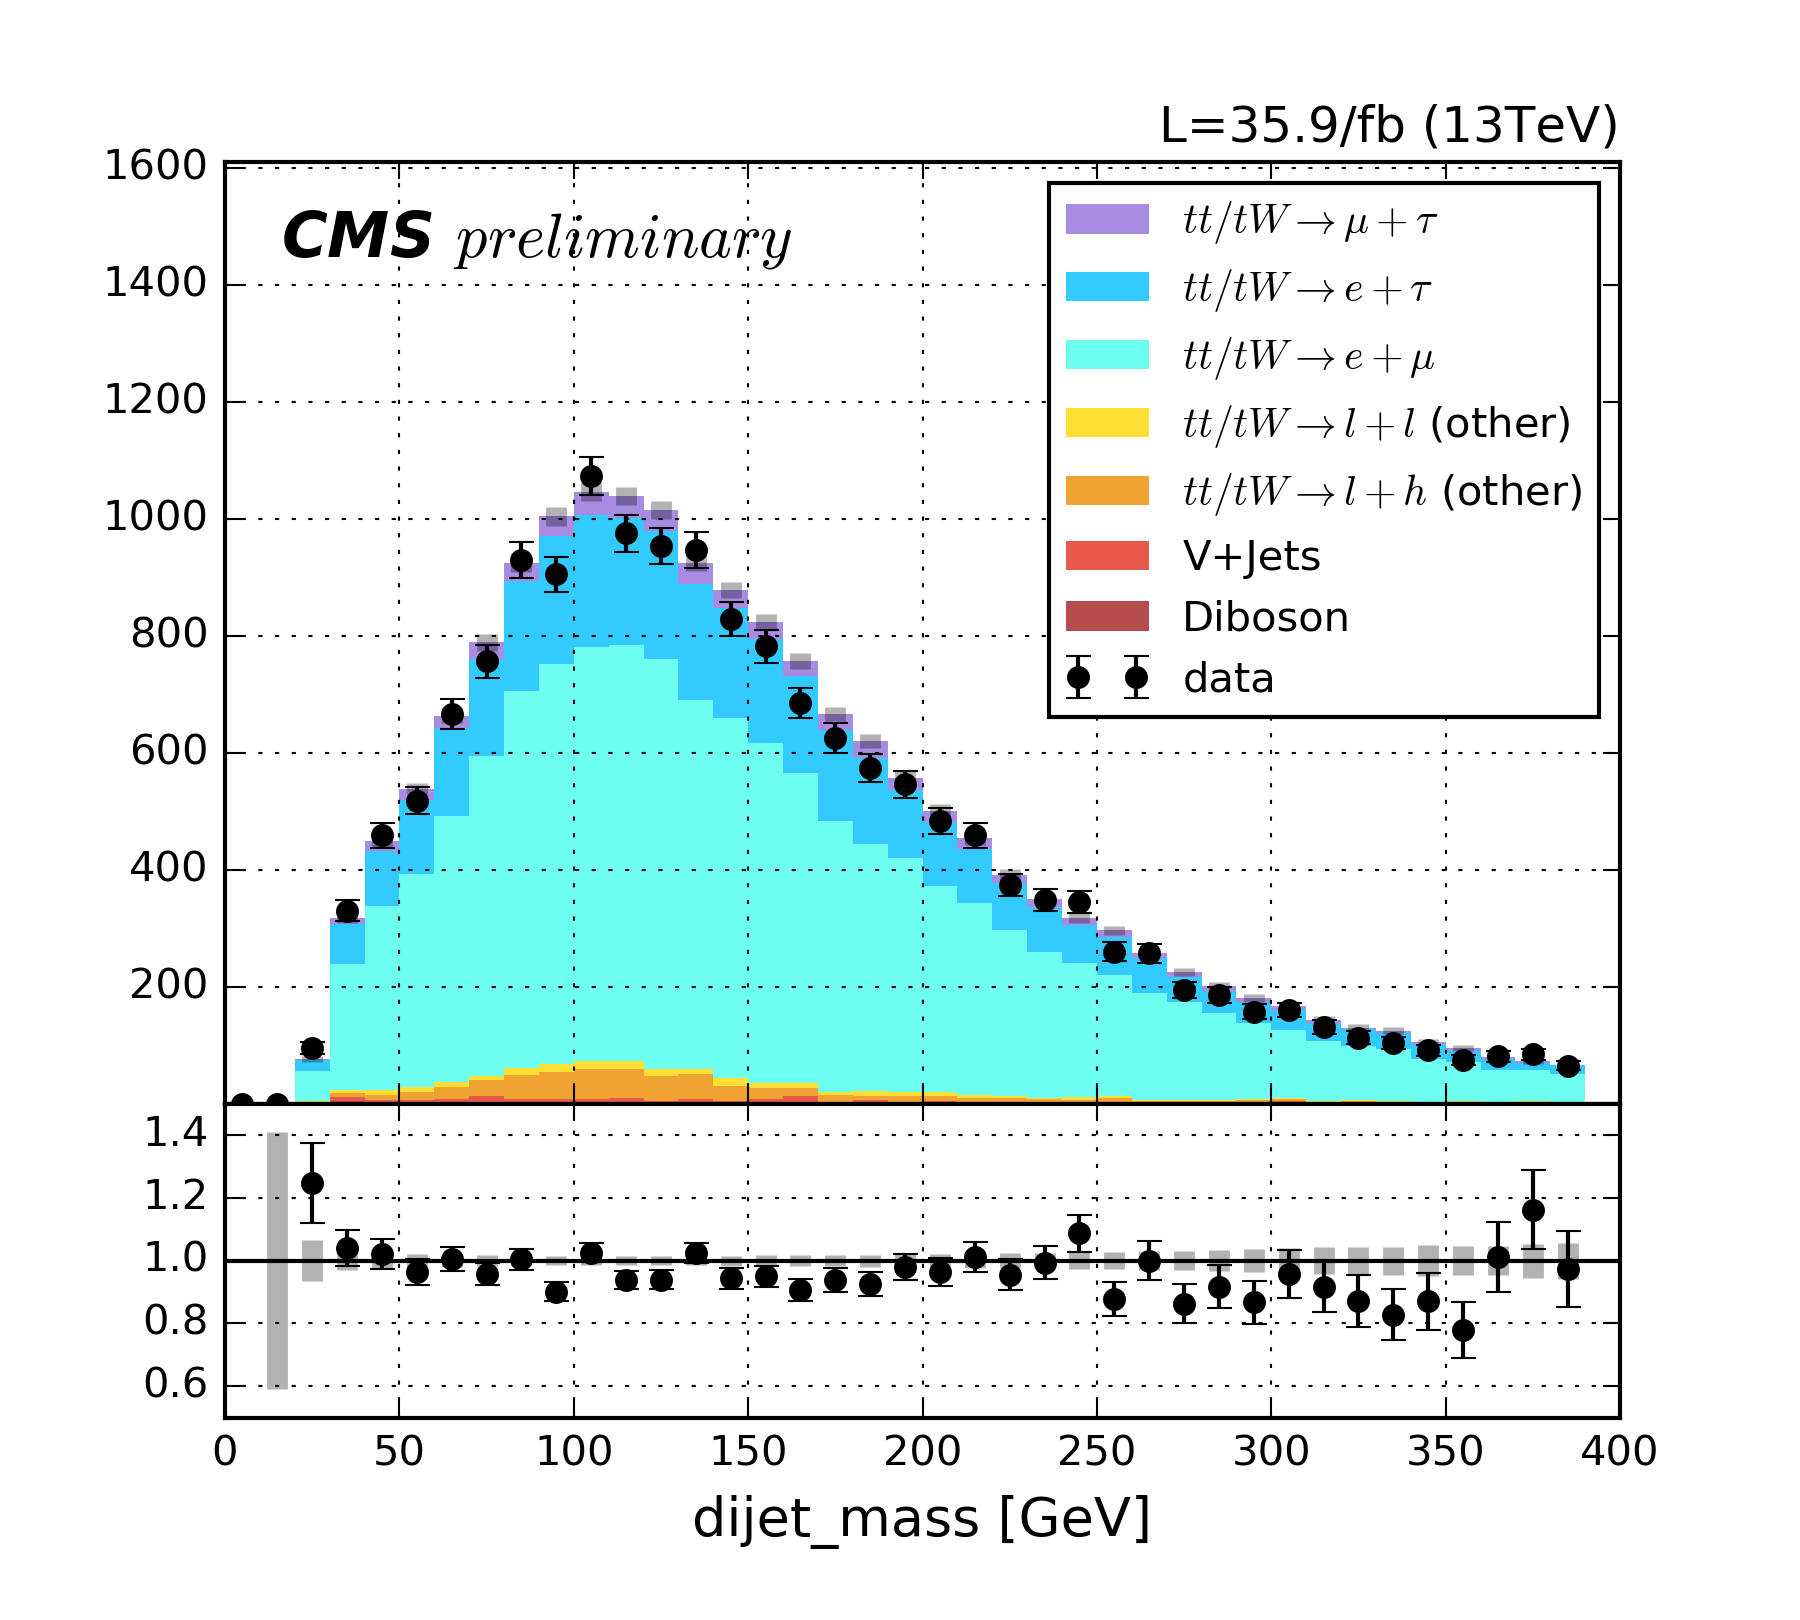 L=35.9/fb (13TeV)
CMS preliminary
1600
1400
1200
1000
800
600
400
200
tt/tW → μ + τ
tt/tW → e + τ
tt/tW → e + μ
tt/tW → l + l (other)
tt/tW → l + h (other)
V+Jets
Diboson
data
1.4
1.2
1.0
0.8
0.6
0 50 100 150 200 250 300 350 400
dijet_mass [GeV]